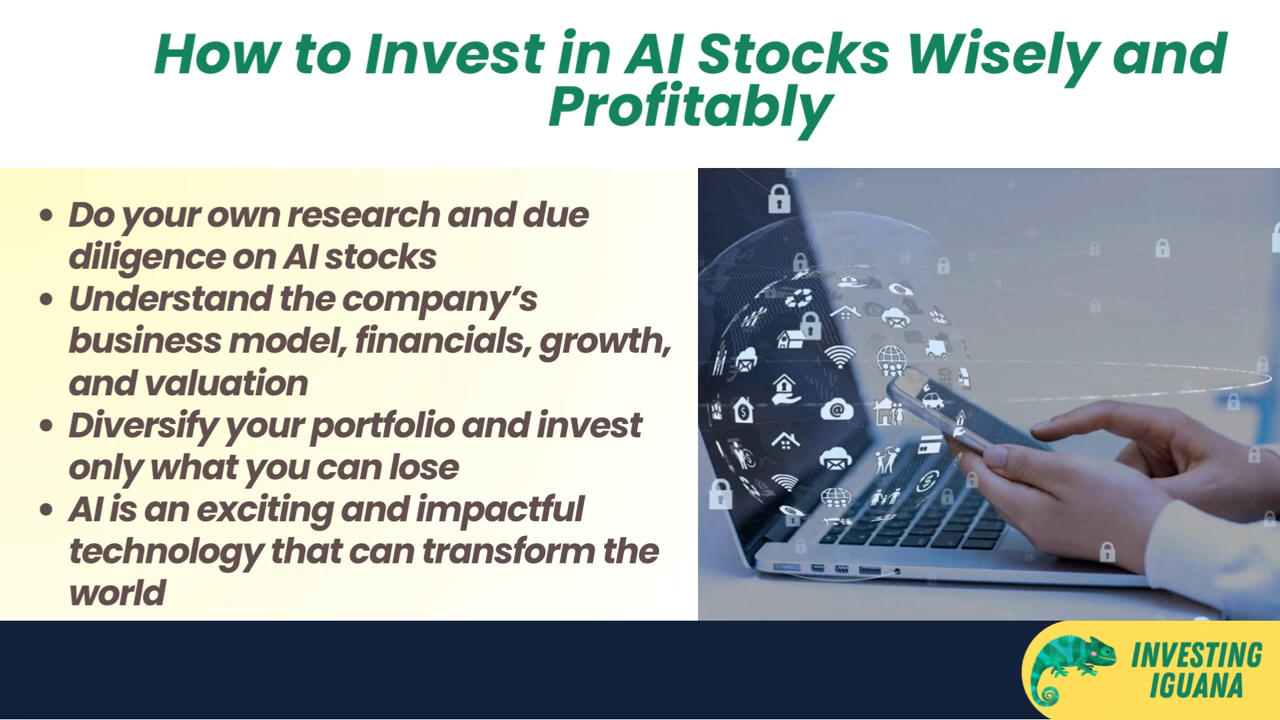 How to Invest in AI Stocks Wisely and
Profitably
• Do your own research and due
diligence on AI stocks
• Understand the company’s
business model, financials, growth,
and valuation
• Diversify your portfolio and invest
only what you can lose
• AI is an exciting and impactful
technology that can transform the
world
INVESTING
IGUANA